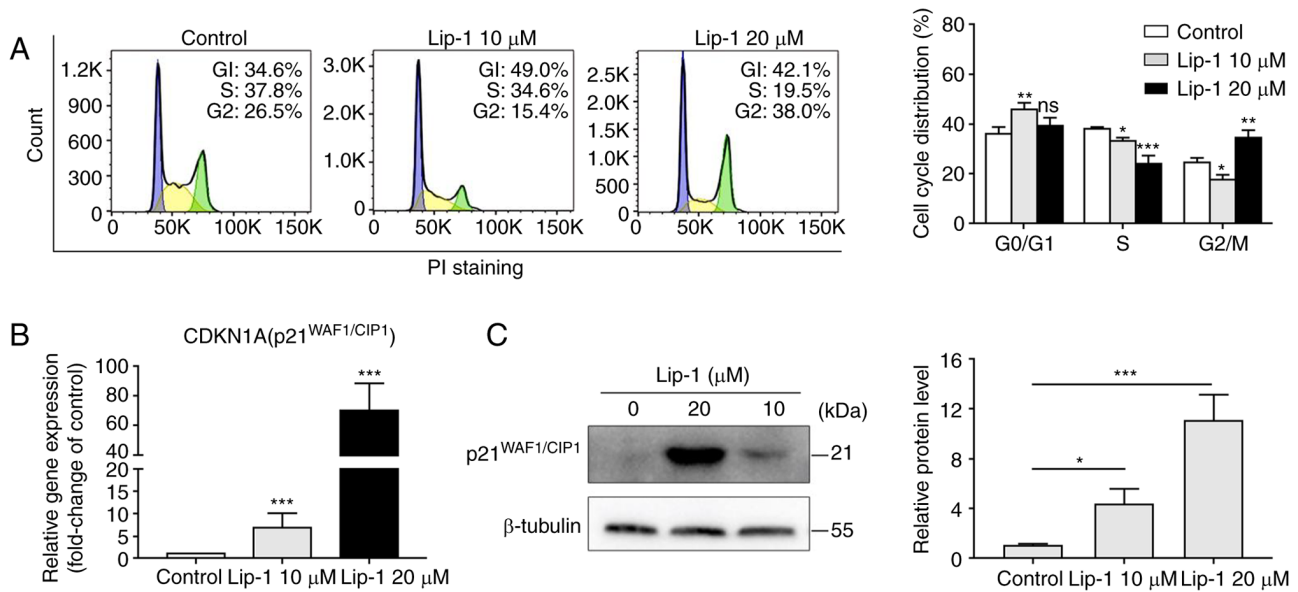 A
Control
GI: 34.6%
S: 37.8%
G2: 26.5%
1.2K
900
600
300
0
0 50K 100K 150K
Count
Lip-1 10 μM
GI: 49.0%
S: 34.6%
G2: 15.4%
3.0K
2.0K
1.0K
0
0 50K 100K 150K
Lip-1 20 μM
GI: 42.1%
S: 19.5%
G2: 38.0%
2.5K
2.0K
1.5K
1.0K
500
0
0 50K 100K 150K
PI staining
Cell cycle distribution (%)
80
60
40
20
0
Control
Lip-1 10 μM
Lip-1 20 μM
** ns
* ***
* **
G0/G1 S G2/M
B
CDKN1A(p21WAF1/CIP1)
Relative gene expression
(fold-change of control)
100
80
60
40
20
15
10
5
0
***
***
Control Lip-1 10 μM Lip-1 20 μM
C
Lip-1 (μM)
0 20 10 (kDa)
p21WAF1/CIP1 21
β-tubulin 55
Relative protein level
16
12
8
4
0
***
*
Control Lip-1 10 μM Lip-1 20 μM